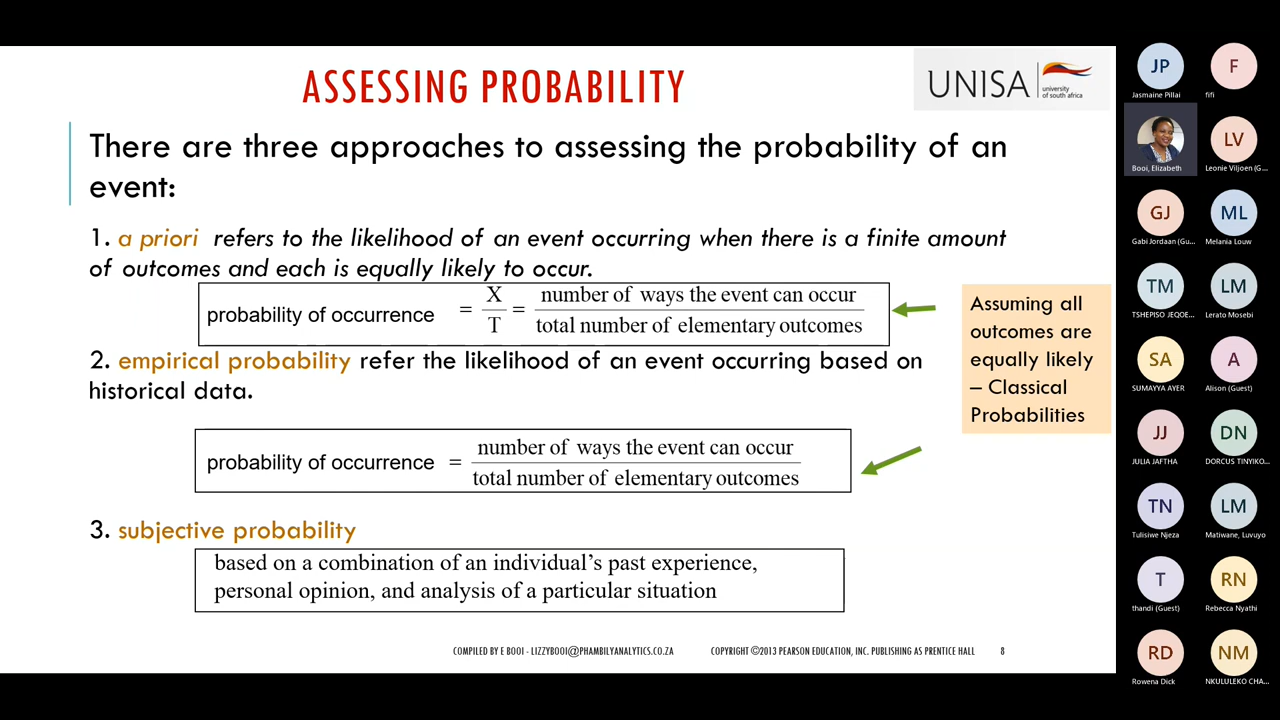 ASSESSING PROBABILITY
UNISA
university
of south africa
There are three approaches to assessing the probability of an
event:
1. a priori refers to the likelihood of an event occurring when there is a finite amount
of outcomes and each is equally likely to occur.
probability of occurrence = X/T = number of ways the event can occur / total number of elementary outcomes
Assuming all
outcomes are
equally likely
– Classical
Probabilities
2. empirical probability refer the likelihood of an event occurring based on
historical data.
probability of occurrence = number of ways the event can occur / total number of elementary outcomes
3. subjective probability
based on a combination of an individual's past experience,
personal opinion, and analysis of a particular situation
COMPILED BY E BOOI - LIZZYBOOI@PHAMBILYANALYTICS.CO.ZA COPYRIGHT ©2013 PEARSON EDUCATION, INC. PUBLISHING AS PRENTICE HALL 8
JP F
Jasmaine Pillai fifi
LV
Booi, Elizabeth Leonie Viljoen (G...
GJ ML
Gabi Jordaan (Gu... Melania Louw
TM LM
TSHEPISO JEQOE... Lerato Mosebi
SA A
SUMAYYA AYER Alison (Guest)
JJ DN
JULIA JAFTHA DORCUS TINYIKO...
TN LM
Tulisiwe Njeza Matiwane, Luvuyo
T RN
thandi (Guest) Rebecca Nyathi
RD NM
Rowena Dick NKULULEKO CHA...